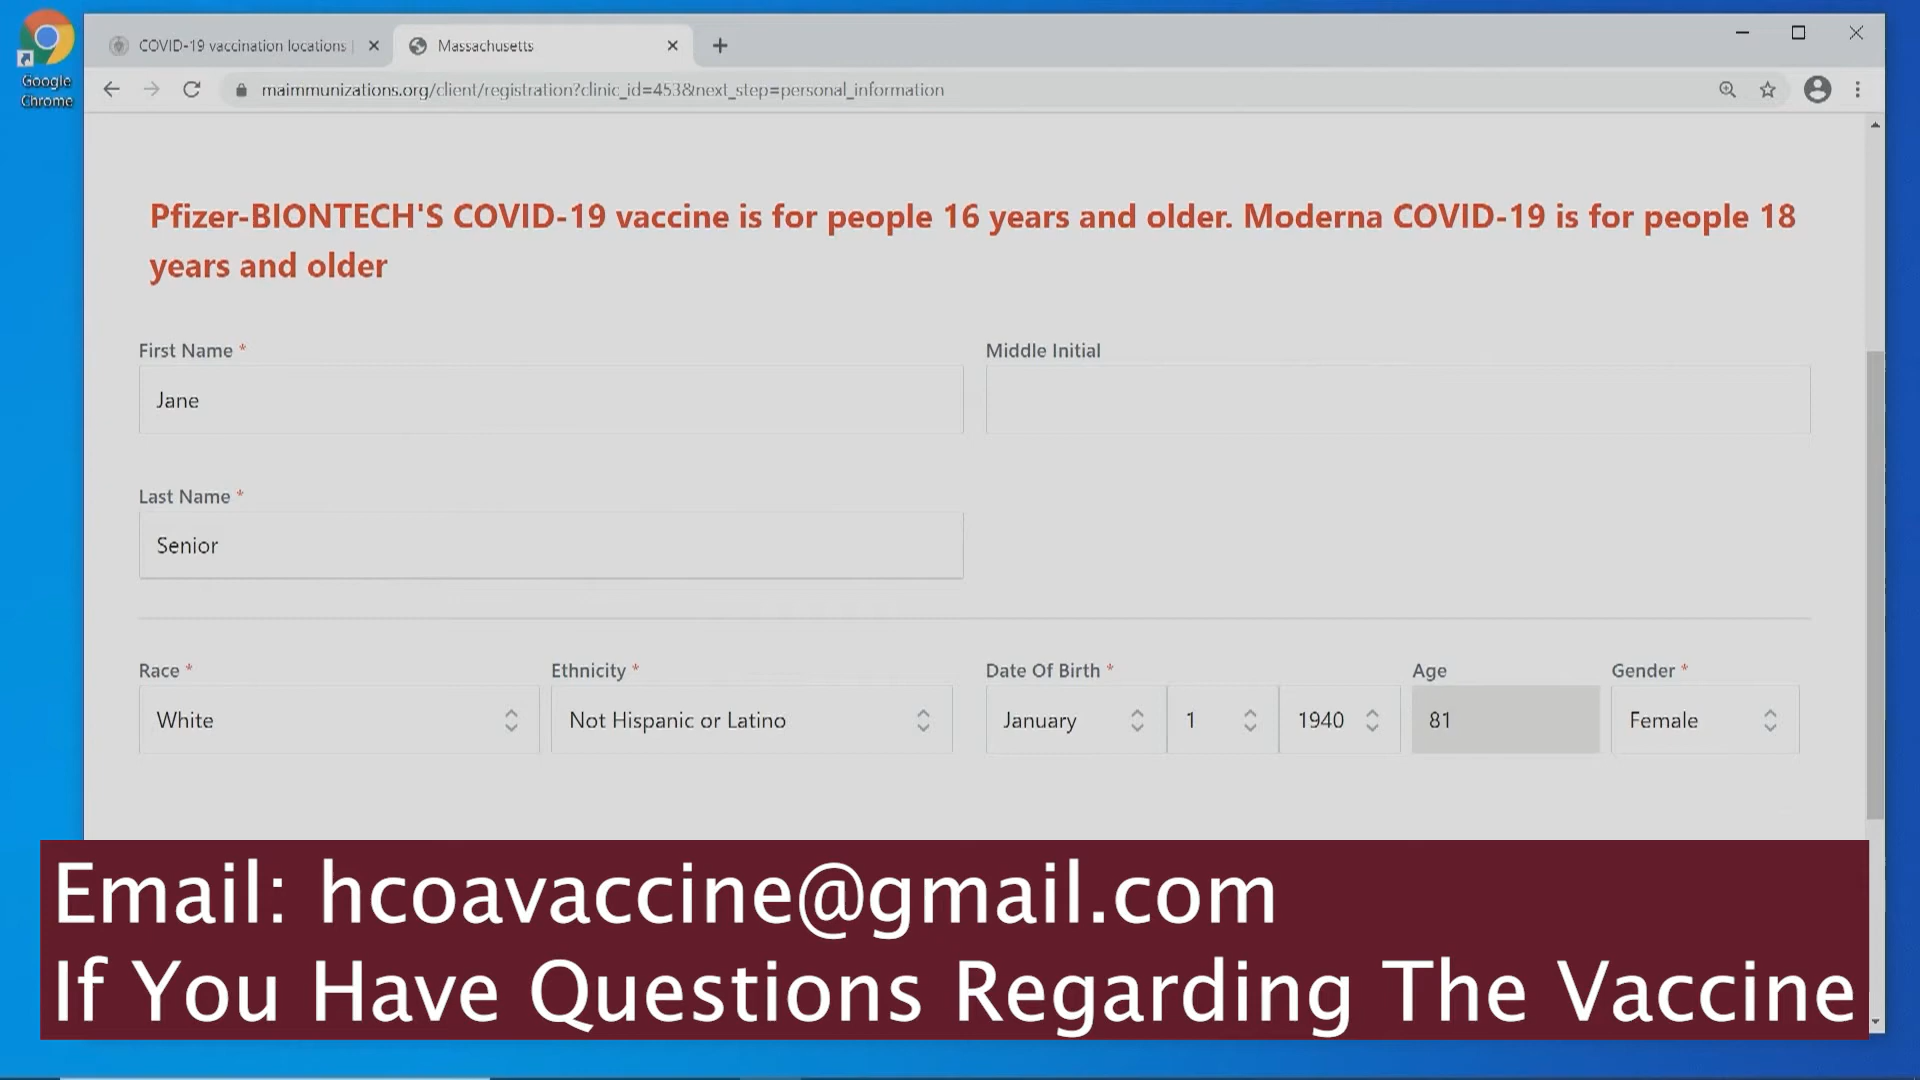 Google
Chrome
COVID-19 vaccination locations |
Massachusetts
maimmunizations.org/client/registration?clinic_id=453&next_step=personal_information
Pfizer-BIONTECH'S COVID-19 vaccine is for people 16 years and older. Moderna COVID-19 is for people 18
years and older
First Name *
Middle Initial
Jane
Last Name *
Senior
Race *
Ethnicity *
Date Of Birth *
Age
Gender *
White
Not Hispanic or Latino
January
1
1940
81
Female
Email: hcoavaccine@gmail.com
If You Have Questions Regarding The Vaccine